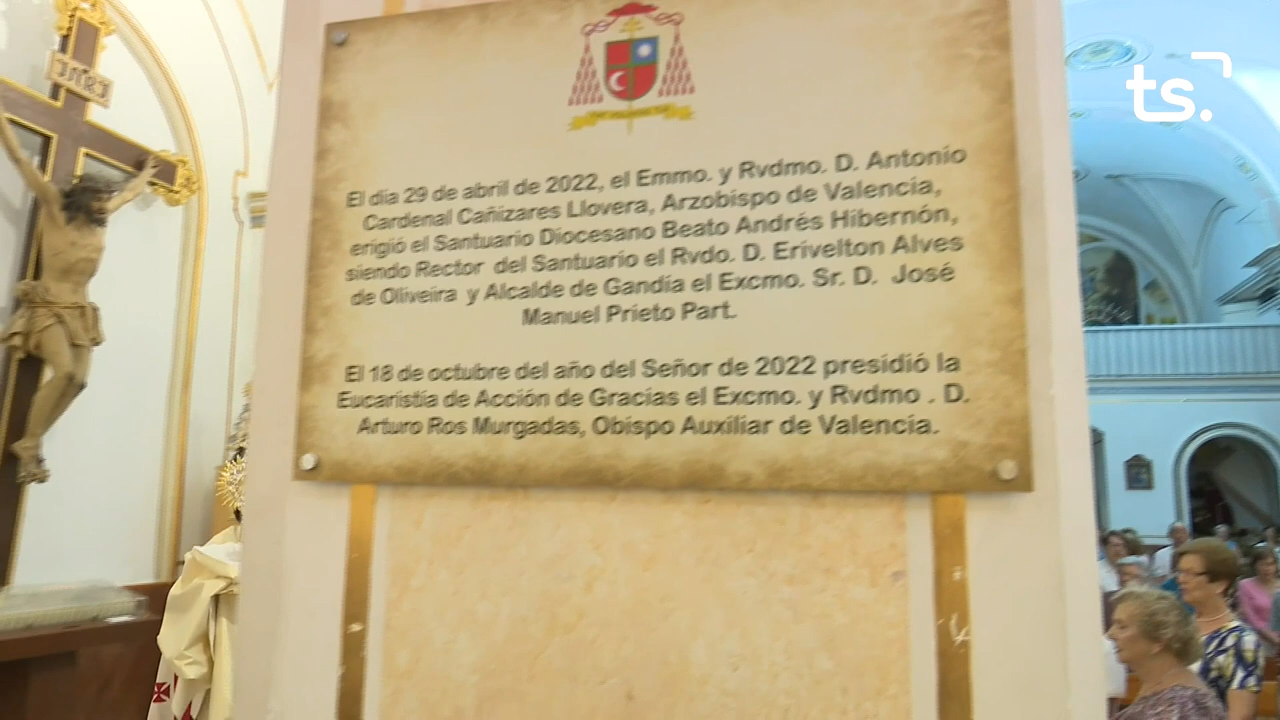 INRI
ts.
El día 29 de abril de 2022, el Emmo. y Rvdmo. D. Antonio
Cardenal Cañizares Llovera, Arzobispo de Valencia,
erigió el Santuario Diocesano Beato Andrés Hibernón,
siendo Rector del Santuario el Rvdo. D. Erivelton Alves
de Oliveira y Alcalde de Gandía el Excmo. Sr. D. José
Manuel Prieto Part.
El 18 de octubre del año del Señor de 2022 presidió la
Eucaristía de Acción de Gracias el Excmo. y Rvdmo . D.
Arturo Ros Murgadas, Obispo Auxiliar de Valencia.